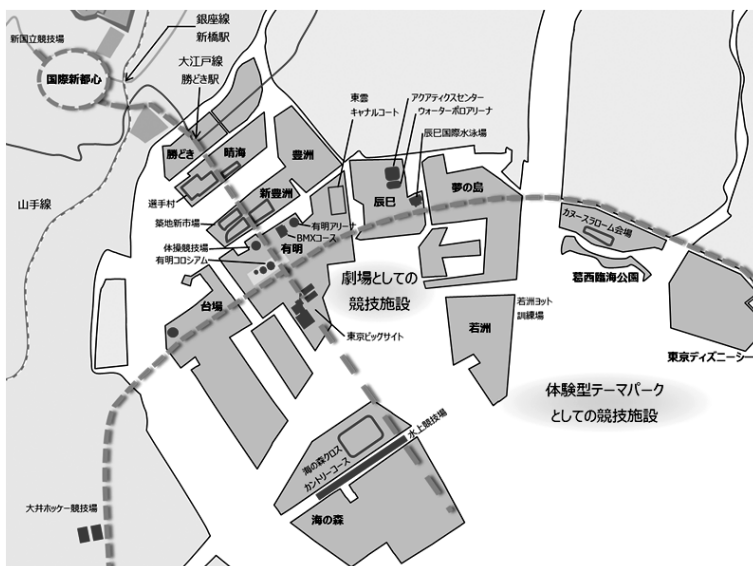 銀座線
新橋駅
新国立競技場
国際新都心
大江戸線
勝どき駅
東雲
キャナルコート
アクアティクスセンター
ウォーターポロアリーナ
辰巳国際水泳場
勝どき
晴海
豊洲
選手村
新豊洲
辰巳
夢の島
山手線
築地新市場
有明アリーナ
BMXコース
体操競技場
有明
有明コロシアム
カヌースラローム会場
葛西臨海公園
台場
劇場としての
競技施設
東京ビッグサイト
若洲
若洲ヨット
訓練場
東京ディズニーシー
体験型テーマパーク
としての競技施設
海の森クロス
カントリーコース
水上競技場
海の森
大井ホッケー競技場